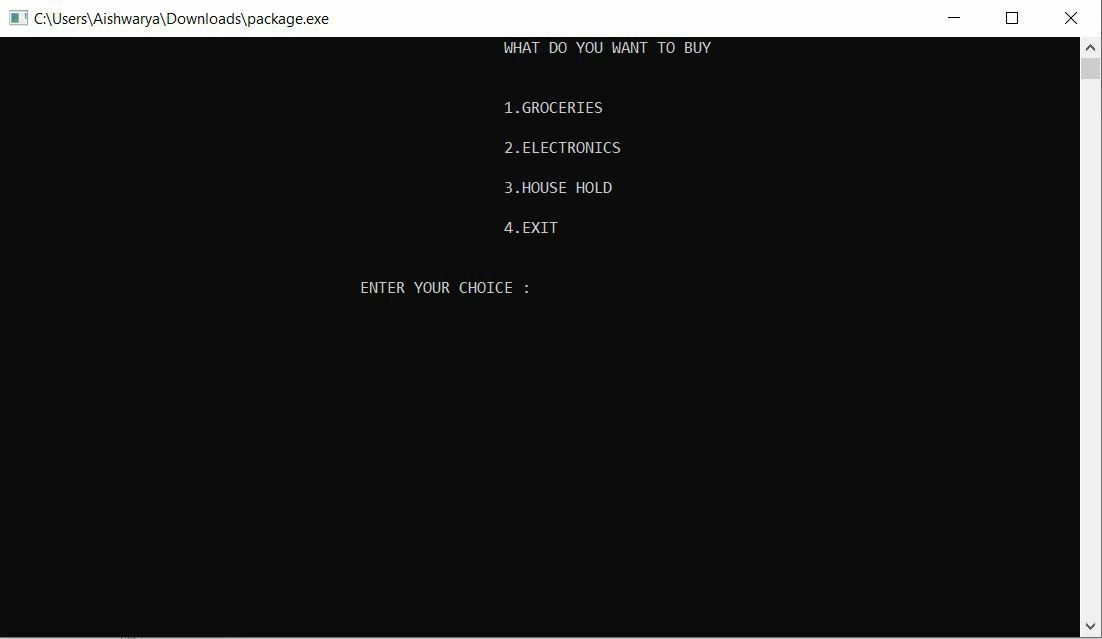 C:\Users\Aishwarya\Downloads\package.exe
WHAT DO YOU WANT TO BUY
1.GROCERIES
2.ELECTRONICS
3.HOUSE HOLD
4.EXIT
ENTER YOUR CHOICE :